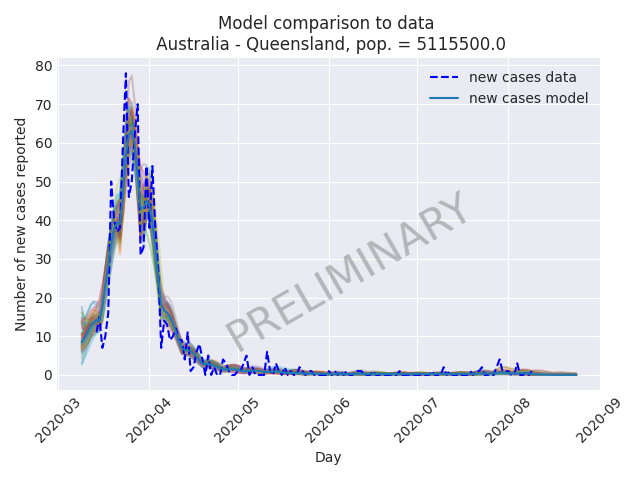 Model comparison to data
Australia - Queensland, pop. = 5115500.0
80
70
60
50
40
30
20
10
0
Number of new cases reported
new cases data
new cases model
PRELIMINARY
2020-03
2020-04
2020-05
2020-06
2020-07
2020-08
2020-09
Day